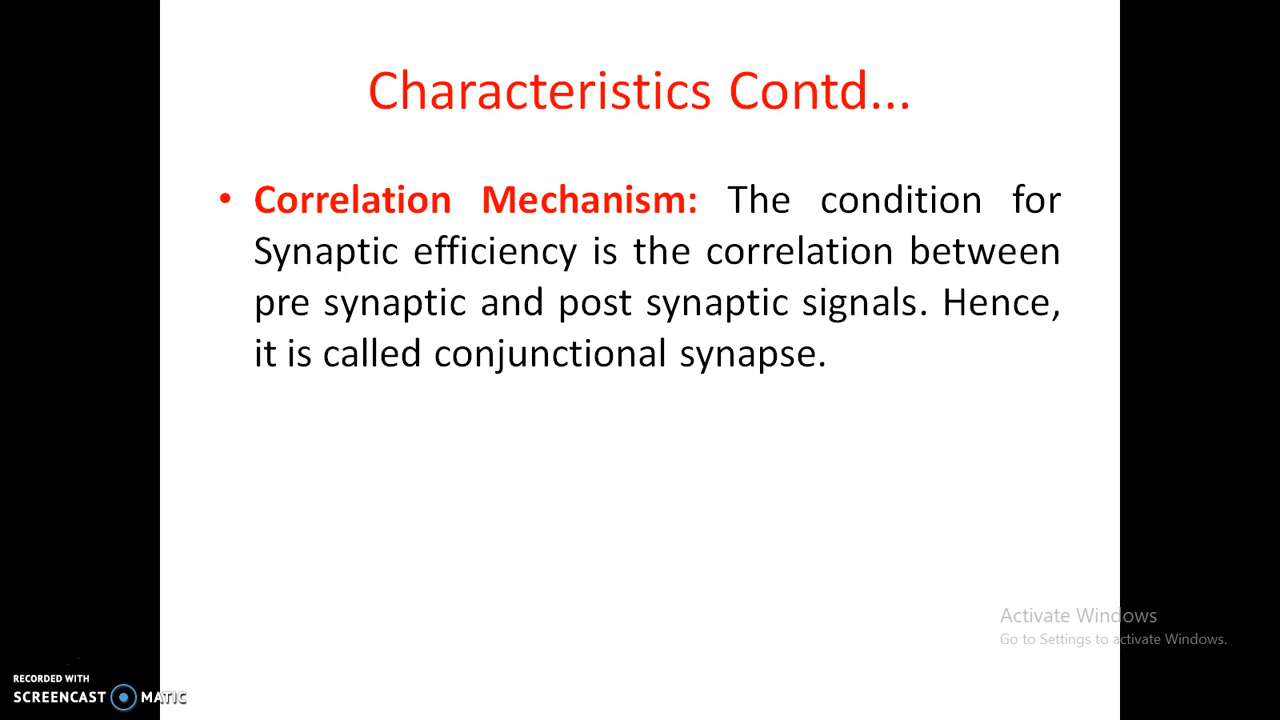 Characteristics Contd...
• Correlation Mechanism: The condition for
Synaptic efficiency is the correlation between
pre synaptic and post synaptic signals. Hence,
it is called conjunctional synapse.
Activate Windows
Go to Settings to activate Windows.
RECORDED WITH
SCREENCAST MATIC